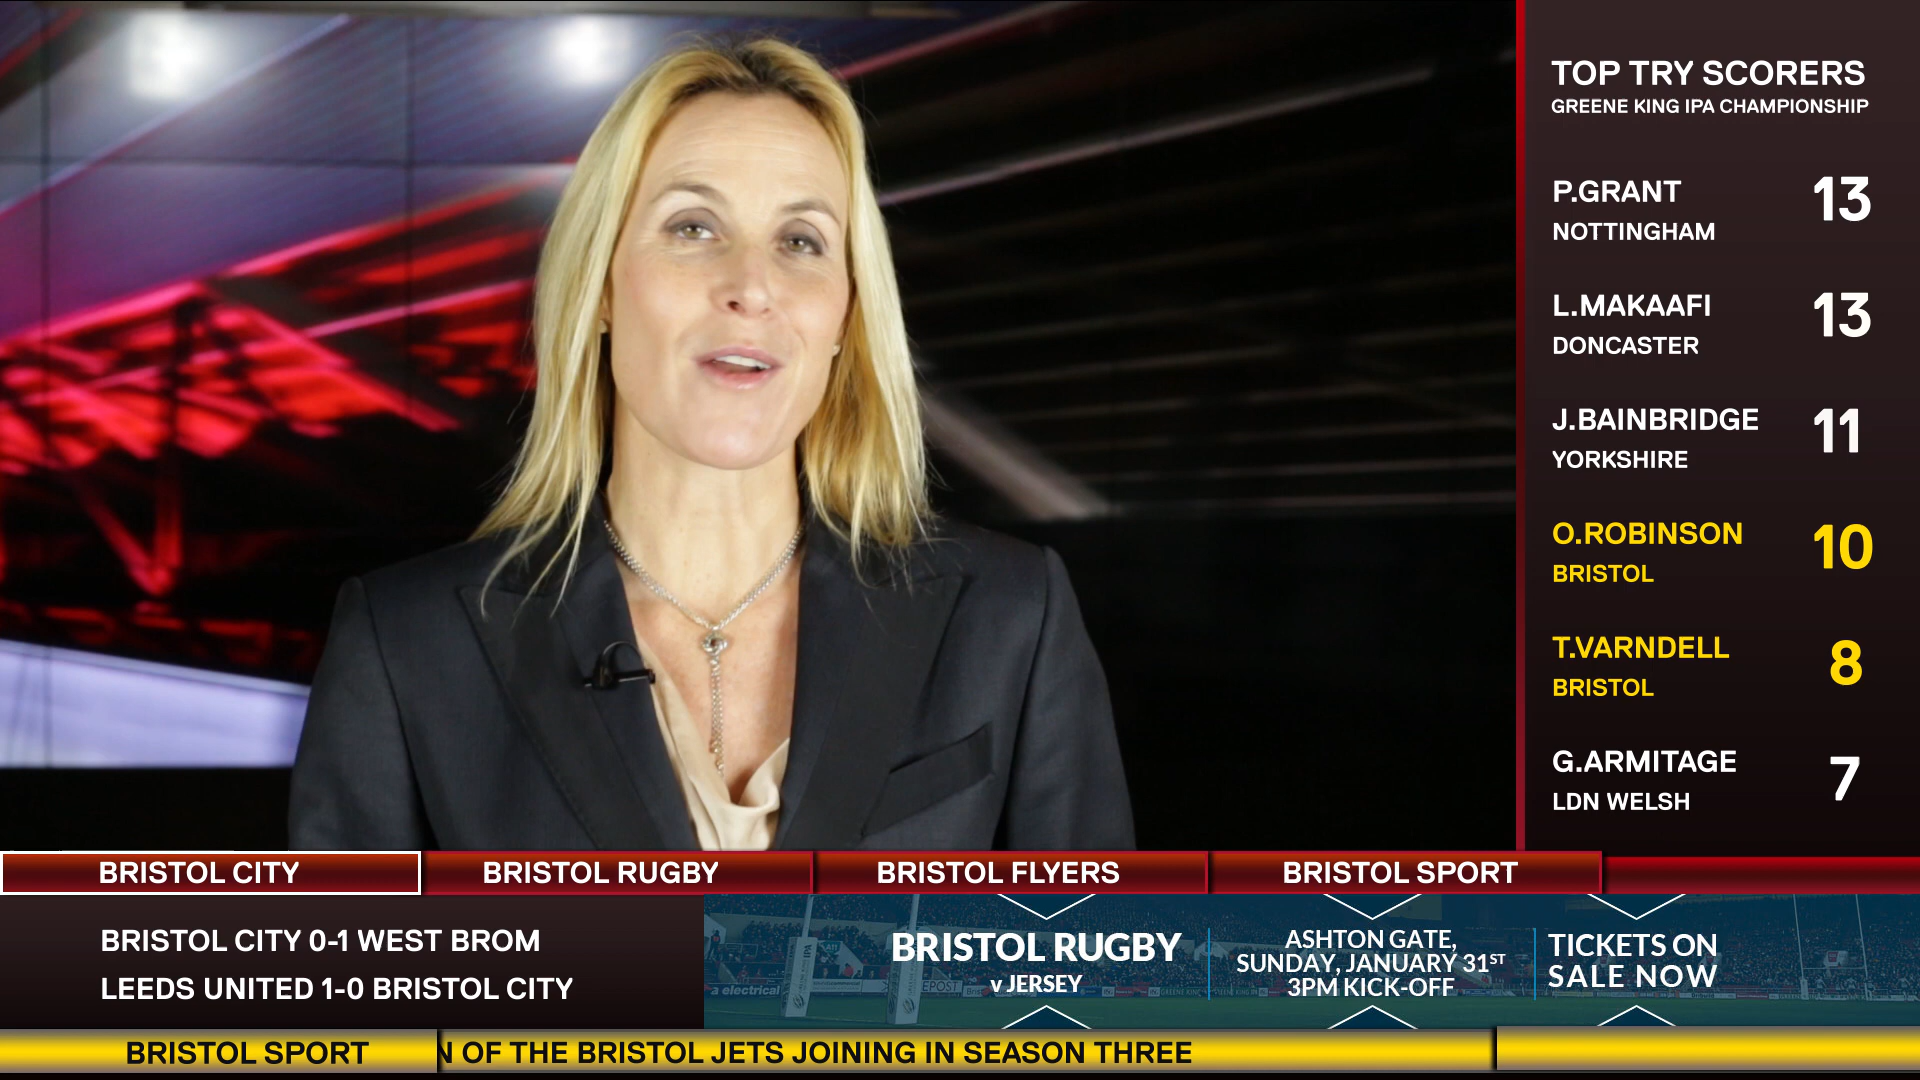 TOP TRY SCORERS
GREENE KING IPA CHAMPIONSHIP
P.GRANT 13
NOTTINGHAM
L.MAKAAFI 13
DONCASTER
J.BAINBRIDGE 11
YORKSHIRE
O.ROBINSON 10
BRISTOL
T.VARNDELL 8
BRISTOL
G.ARMITAGE 7
LDN WELSH
BRISTOL CITY
BRISTOL RUGBY
BRISTOL FLYERS
BRISTOL SPORT
BRISTOL CITY 0-1 WEST BROM
LEEDS UNITED 1-0 BRISTOL CITY
BRISTOL RUGBY
v JERSEY
ASHTON GATE,
SUNDAY, JANUARY 31ST
3PM KICK-OFF
TICKETS ON
SALE NOW
a electrical
IPA
BRISTOL SPORT
N OF THE BRISTOL JETS JOINING IN SEASON THREE